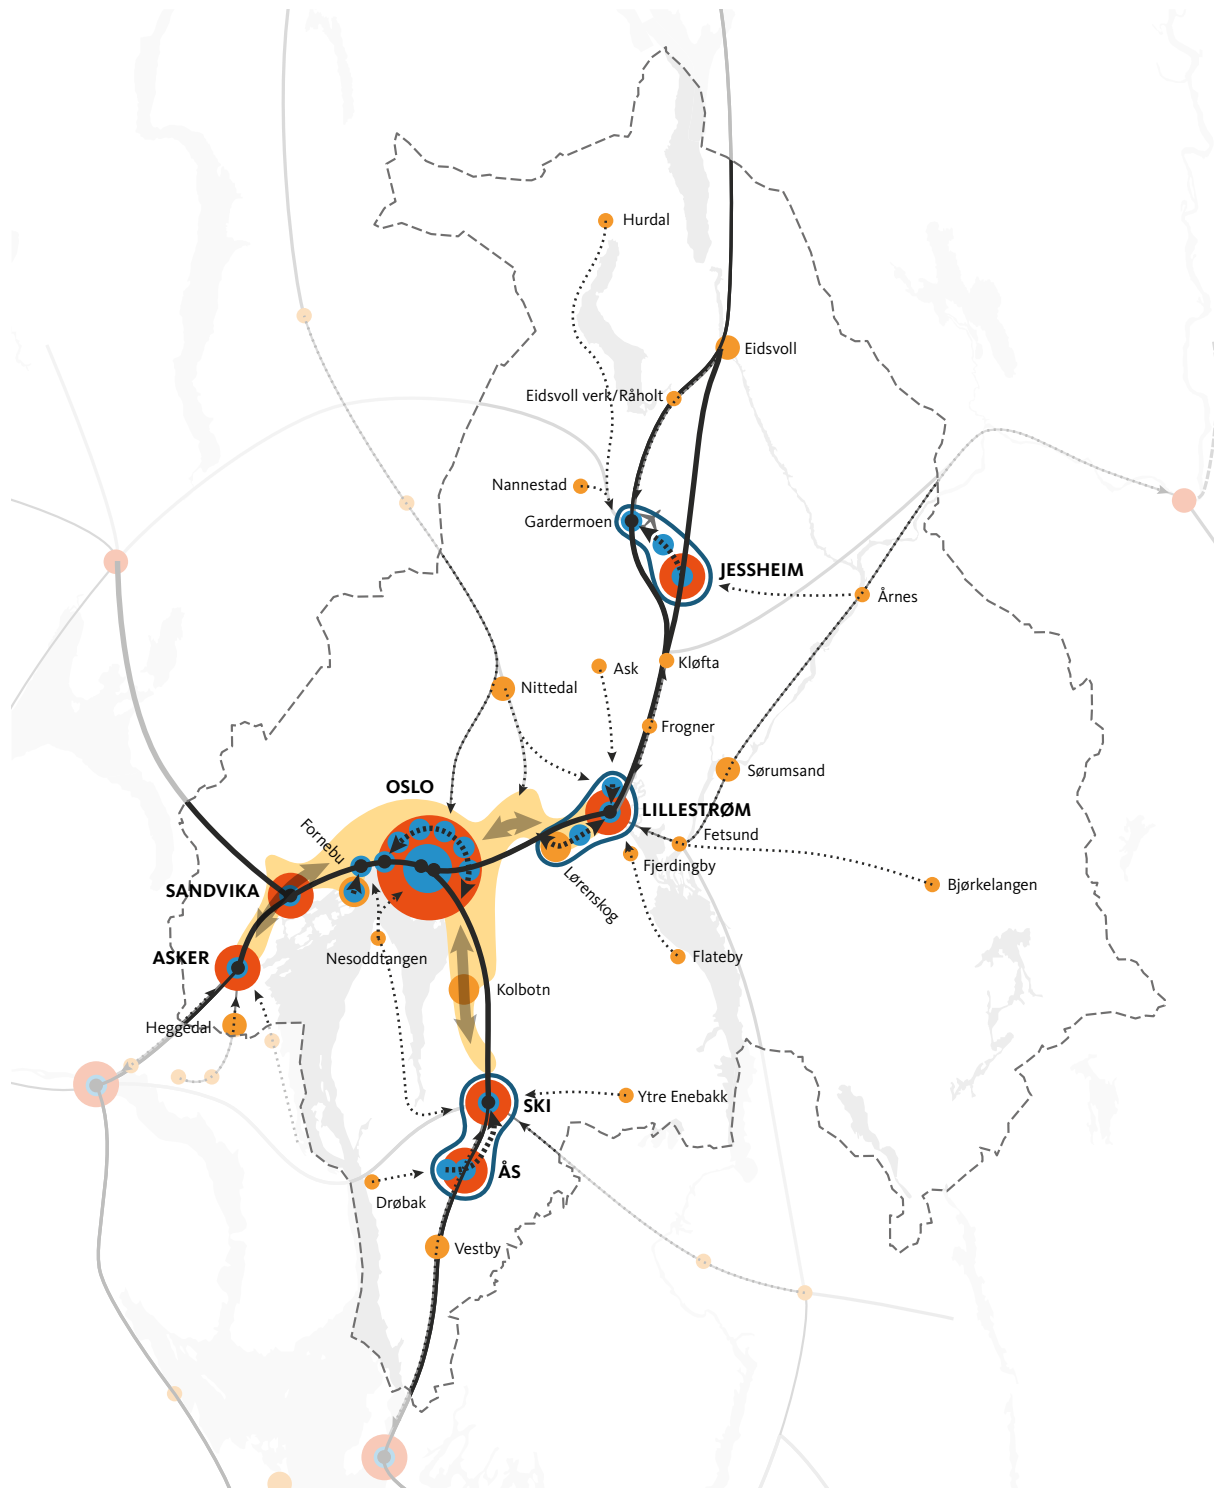 Hurdal
Eidsvoll
Eidsvoll verk/Råholt
Nannestad
Gardermoen
JESSHEIM
Årnes
Ask
Kløfta
Nittedal
Frogner
Sørumsand
OSLO
LILLESTRØM
Fornebu
Fetsund
Fjerdingby
SANDVIKA
Lørenskog
Bjørkelangen
ASKER
Nesoddtangen
Flateby
Kolbotn
Heggedal
Ytre Enebakk
SKI
ÅS
Drøbak
Vestby